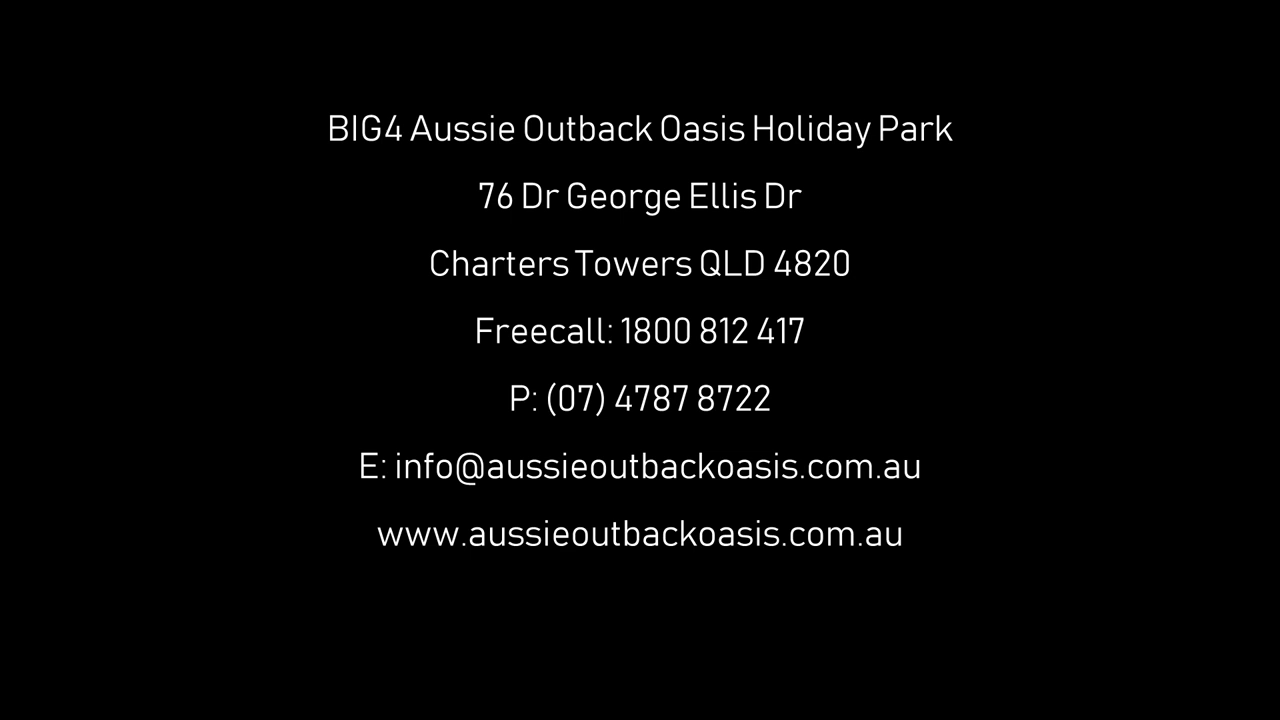 BIG4 Aussie Outback Oasis Holiday Park
76 Dr George Ellis Dr
Charters Towers QLD 4820
Freecall: 1800 812 417
P: (07) 4787 8722
E: info@aussieoutbackoasis.com.au
www.aussieoutbackoasis.com.au